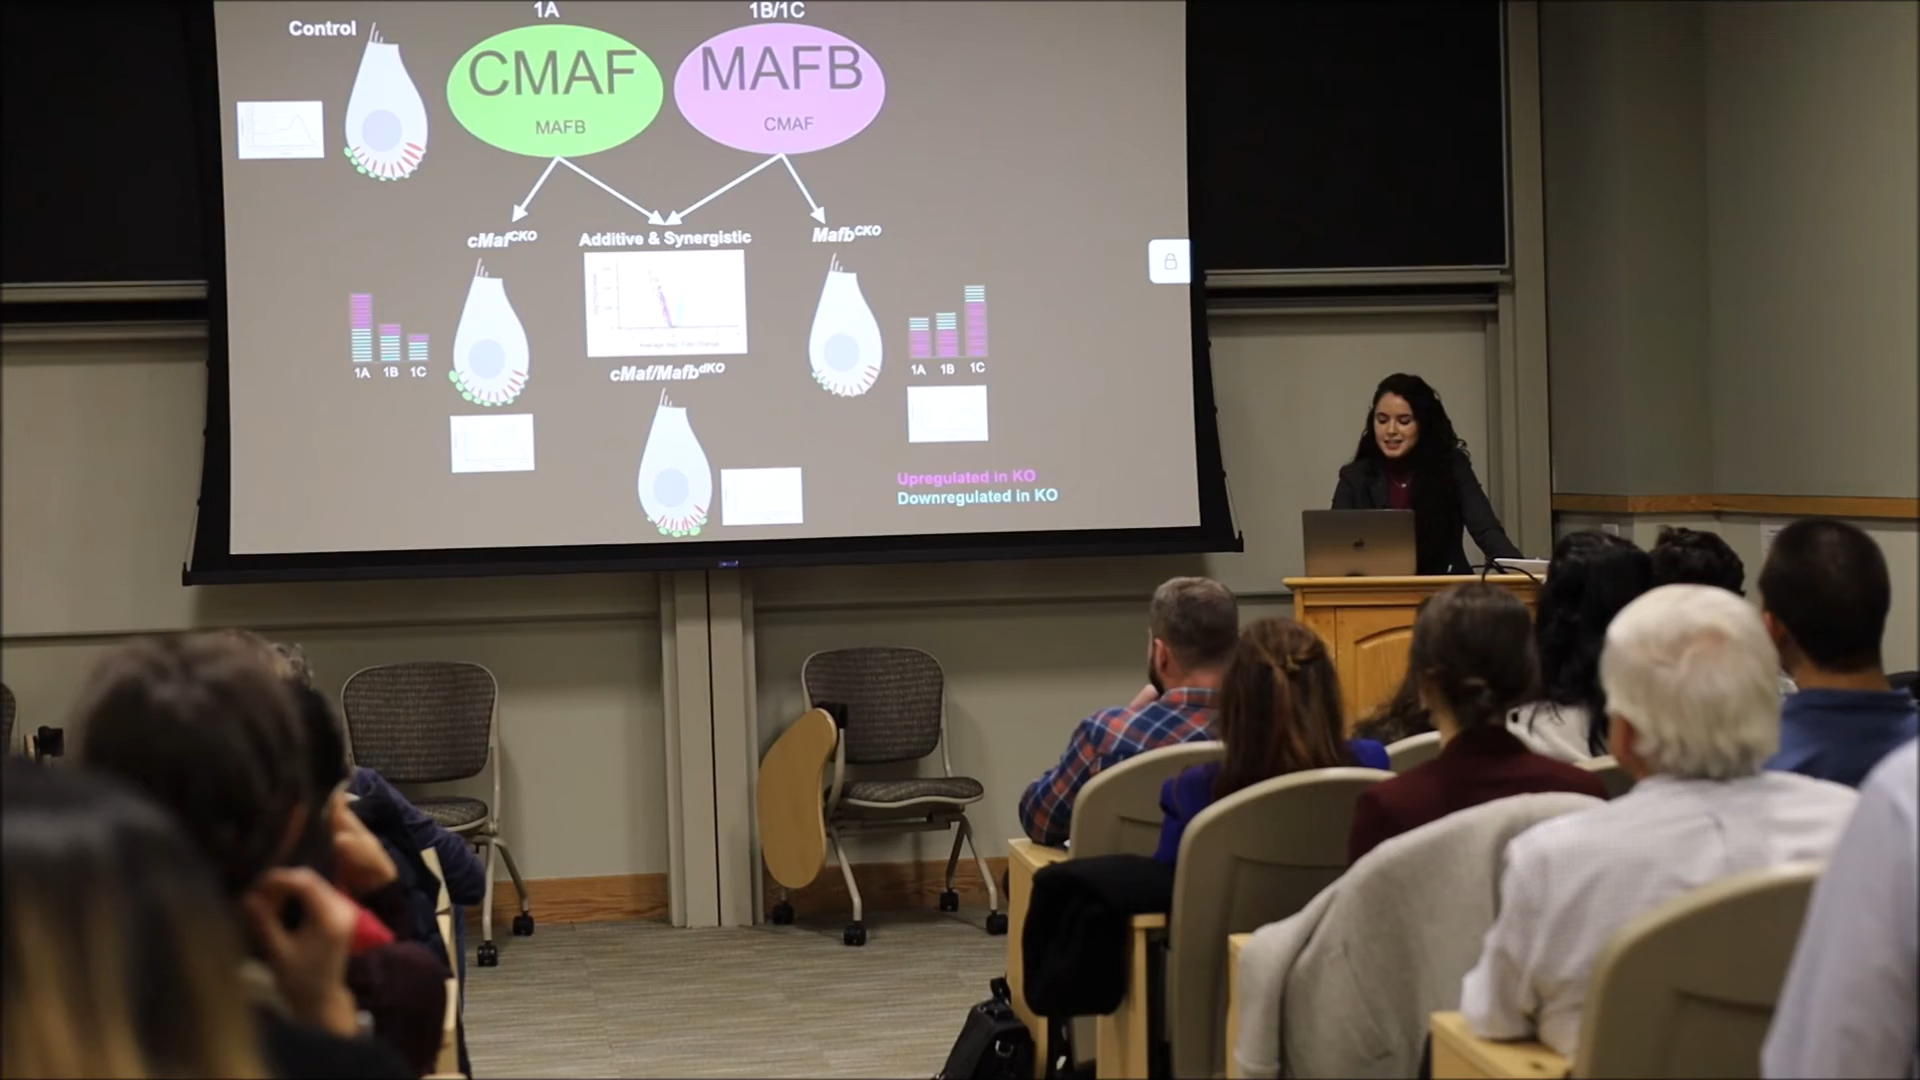 1A
1B/1C
Control
CMAF
MAFB
MAFB
CMAF
cMafCKO
Additive & Synergistic
MafbCKO
1A 1B 1C
1A 1B 1C
cMaf/MafbdKO
Upregulated in KO
Downregulated in KO